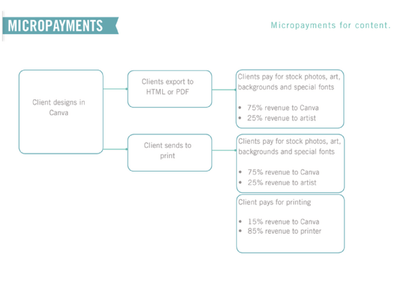 MICROPAYMENTS
Micropayments for content.
Client designs in
Canva
Clients export to
HTML or PDF
Clients pay for stock photos, art,
backgrounds and special fonts
• 75% revenue to Canva
• 25% revenue to artist
Client sends to
print
Clients pay for stock photos, art,
backgrounds and special fonts
• 75% revenue to Canva
• 25% revenue to artist
Client pays for printing
• 15% revenue to Canva
• 85% revenue to printer